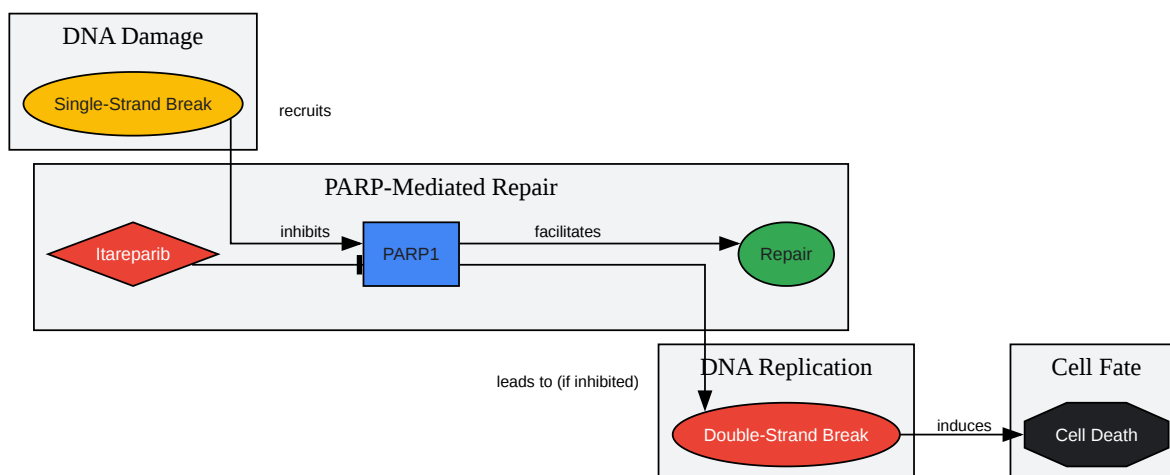 DNA Damage
Single-Strand Break
recruits
PARP-Mediated Repair
Itareparib
inhibits
PARP1
facilitates
Repair
leads to (if inhibited)
DNA Replication
Double-Strand Break
induces
Cell Fate
Cell Death